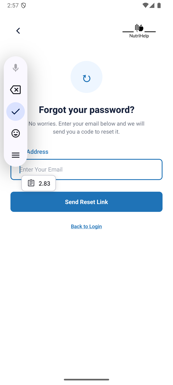 2:57
NutriHelp
Forgot your password?
No worries. Enter your email below and we will
send you a code to reset it.
Address
Enter Your Email
2.83
Send Reset Link
Back to Login